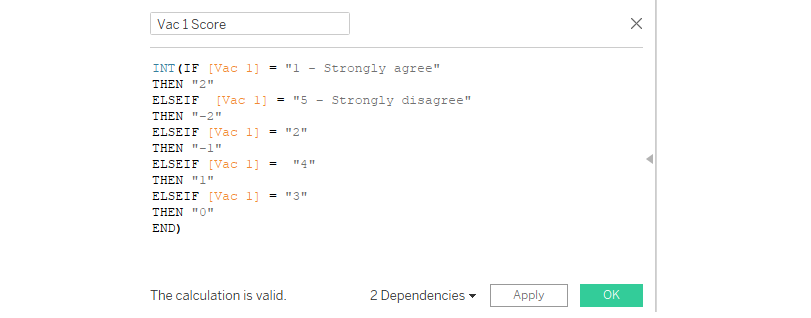 Vac 1 Score
INT(IF [Vac 1] = "1 - Strongly agree"
THEN "2"
ELSEIF  [Vac 1] = "5 - Strongly disagree"
THEN "-2"
ELSEIF [Vac 1] = "2"
THEN "-1"
ELSEIF [Vac 1] =  "4"
THEN "1"
ELSEIF [Vac 1] = "3"
THEN "0"
END)
The calculation is valid. 2 Dependencies Apply OK